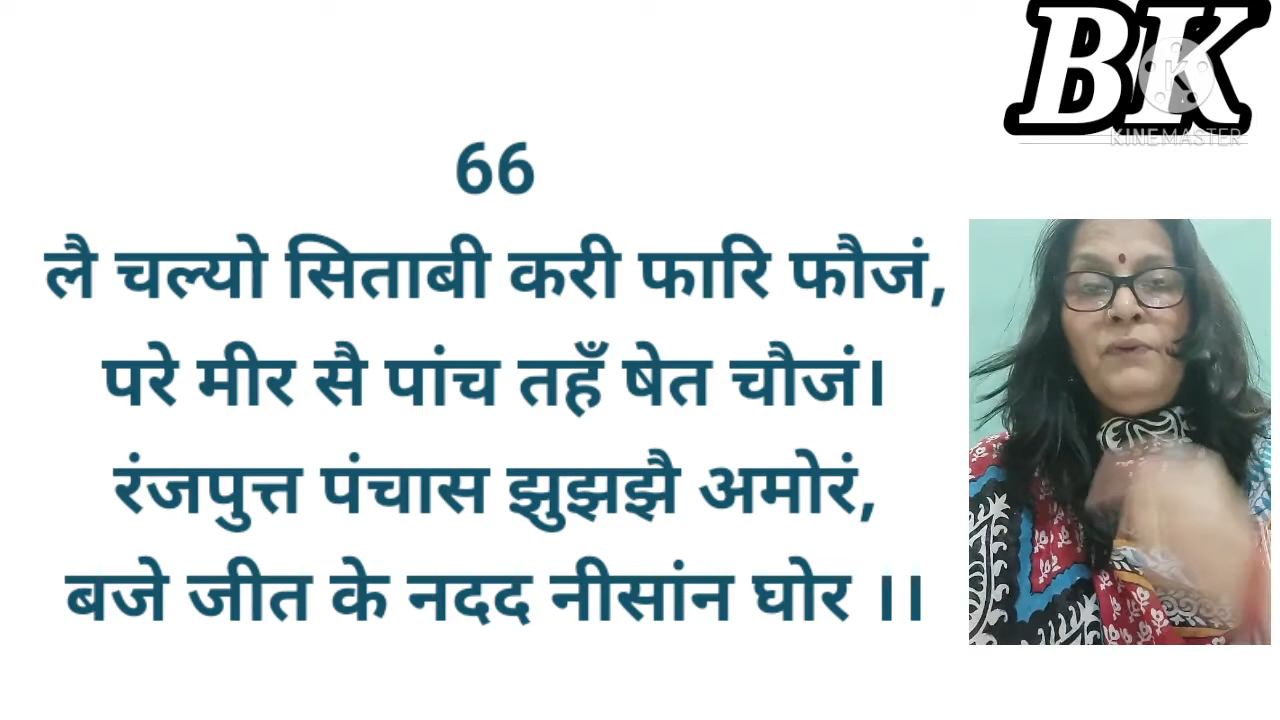 BK
KINEMASTER
66
लै चल्यो सिताबी करी फारि फौजं,
परे मीर सै पांच तहँ षेत चौजं।
रंजपुत्त पंचास झुझझै अमोरं,
बजे जीत के नदद नीसांन घोर ।।